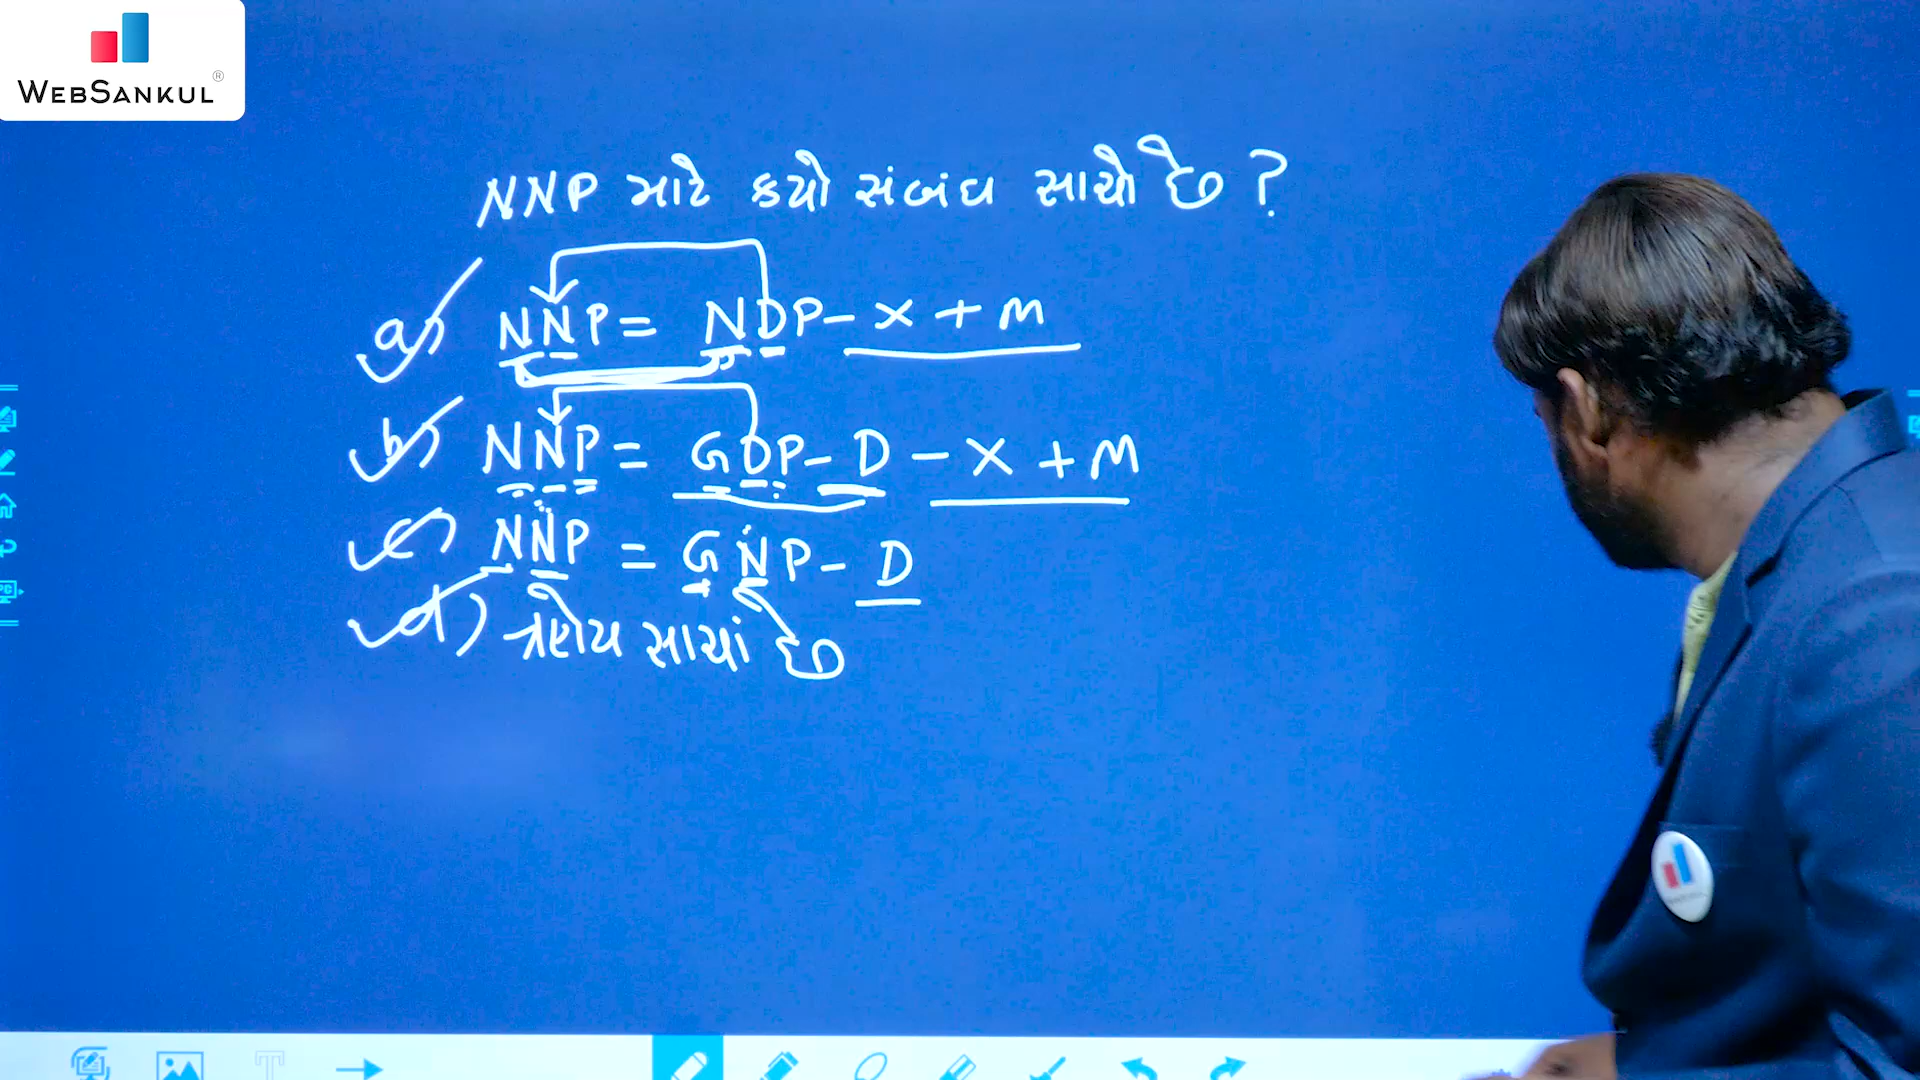 WEBSANKUL®
NNP માટે કયો સંબંધ સાચો છે ?
a) NNP = NDP - X + M
b) NNP = GDP - D - X + M
c) NNP = GNP - D
d) ત્રણેય સાચાં છે